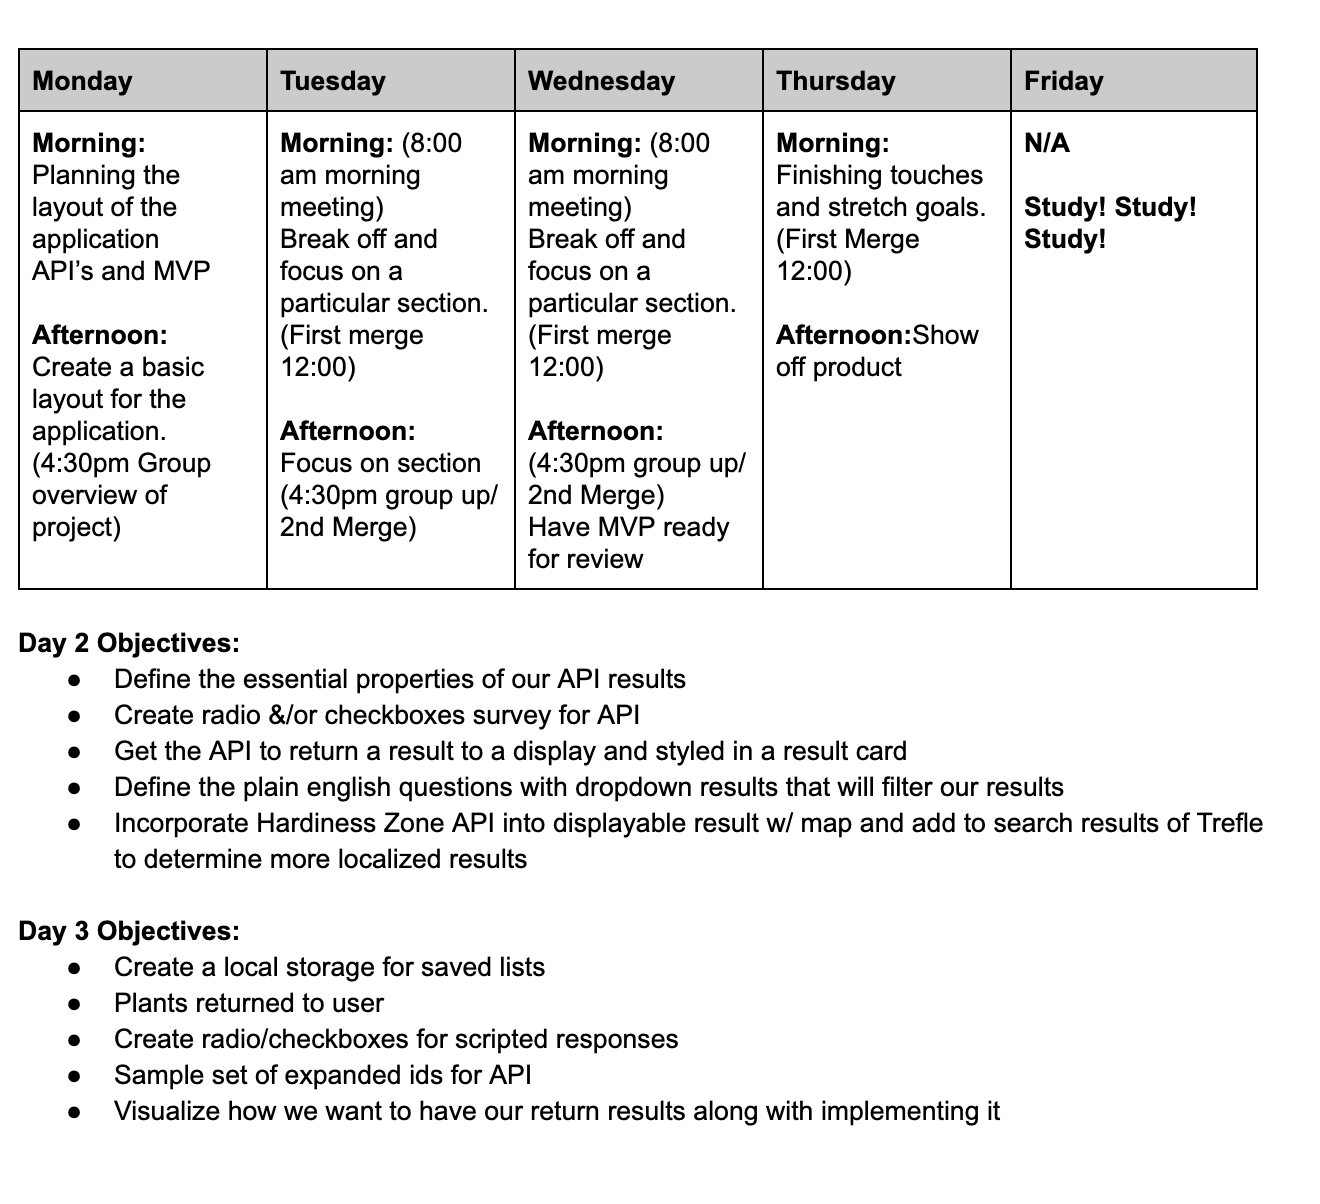 Monday
Tuesday
Wednesday
Thursday
Friday
Morning:
Planning the
layout of the
application
API’s and MVP
Afternoon:
Create a basic
layout for the
application.
(4:30pm Group
overview of
project)
Morning: (8:00
am morning
meeting)
Break off and
focus on a
particular section.
(First merge
12:00)
Afternoon:
Focus on section
(4:30pm group up/
2nd Merge)
Morning: (8:00
am morning
meeting)
Break off and
focus on a
particular section.
(First merge
12:00)
Afternoon:
(4:30pm group up/
2nd Merge)
Have MVP ready
for review
Morning:
Finishing touches
and stretch goals.
(First Merge
12:00)
Afternoon:Show
off product
N/A
Study! Study!
Study!
Day 2 Objectives:
● Define the essential properties of our API results
● Create radio &/or checkboxes survey for API
● Get the API to return a result to a display and styled in a result card
● Define the plain english questions with dropdown results that will filter our results
● Incorporate Hardiness Zone API into displayable result w/ map and add to search results of Trefle
to determine more localized results
Day 3 Objectives:
● Create a local storage for saved lists
● Plants returned to user
● Create radio/checkboxes for scripted responses
● Sample set of expanded ids for API
● Visualize how we want to have our return results along with implementing it